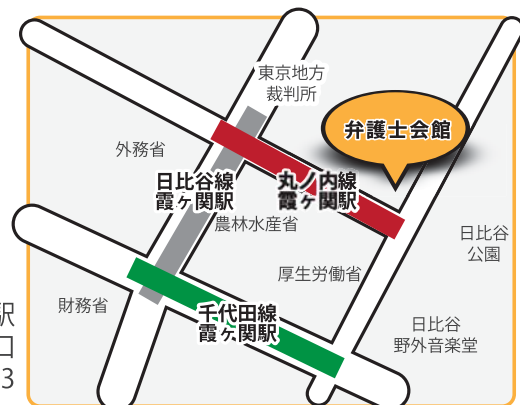 東京地方
裁判所
弁護士会館
外務省
日比谷線
霞ヶ関駅
丸ノ内線
霞ヶ関駅
農林水産省
日比谷
公園
厚生労働省
財務省
千代田線
霞ヶ関駅
日比谷
野外音楽堂
駅
口
3